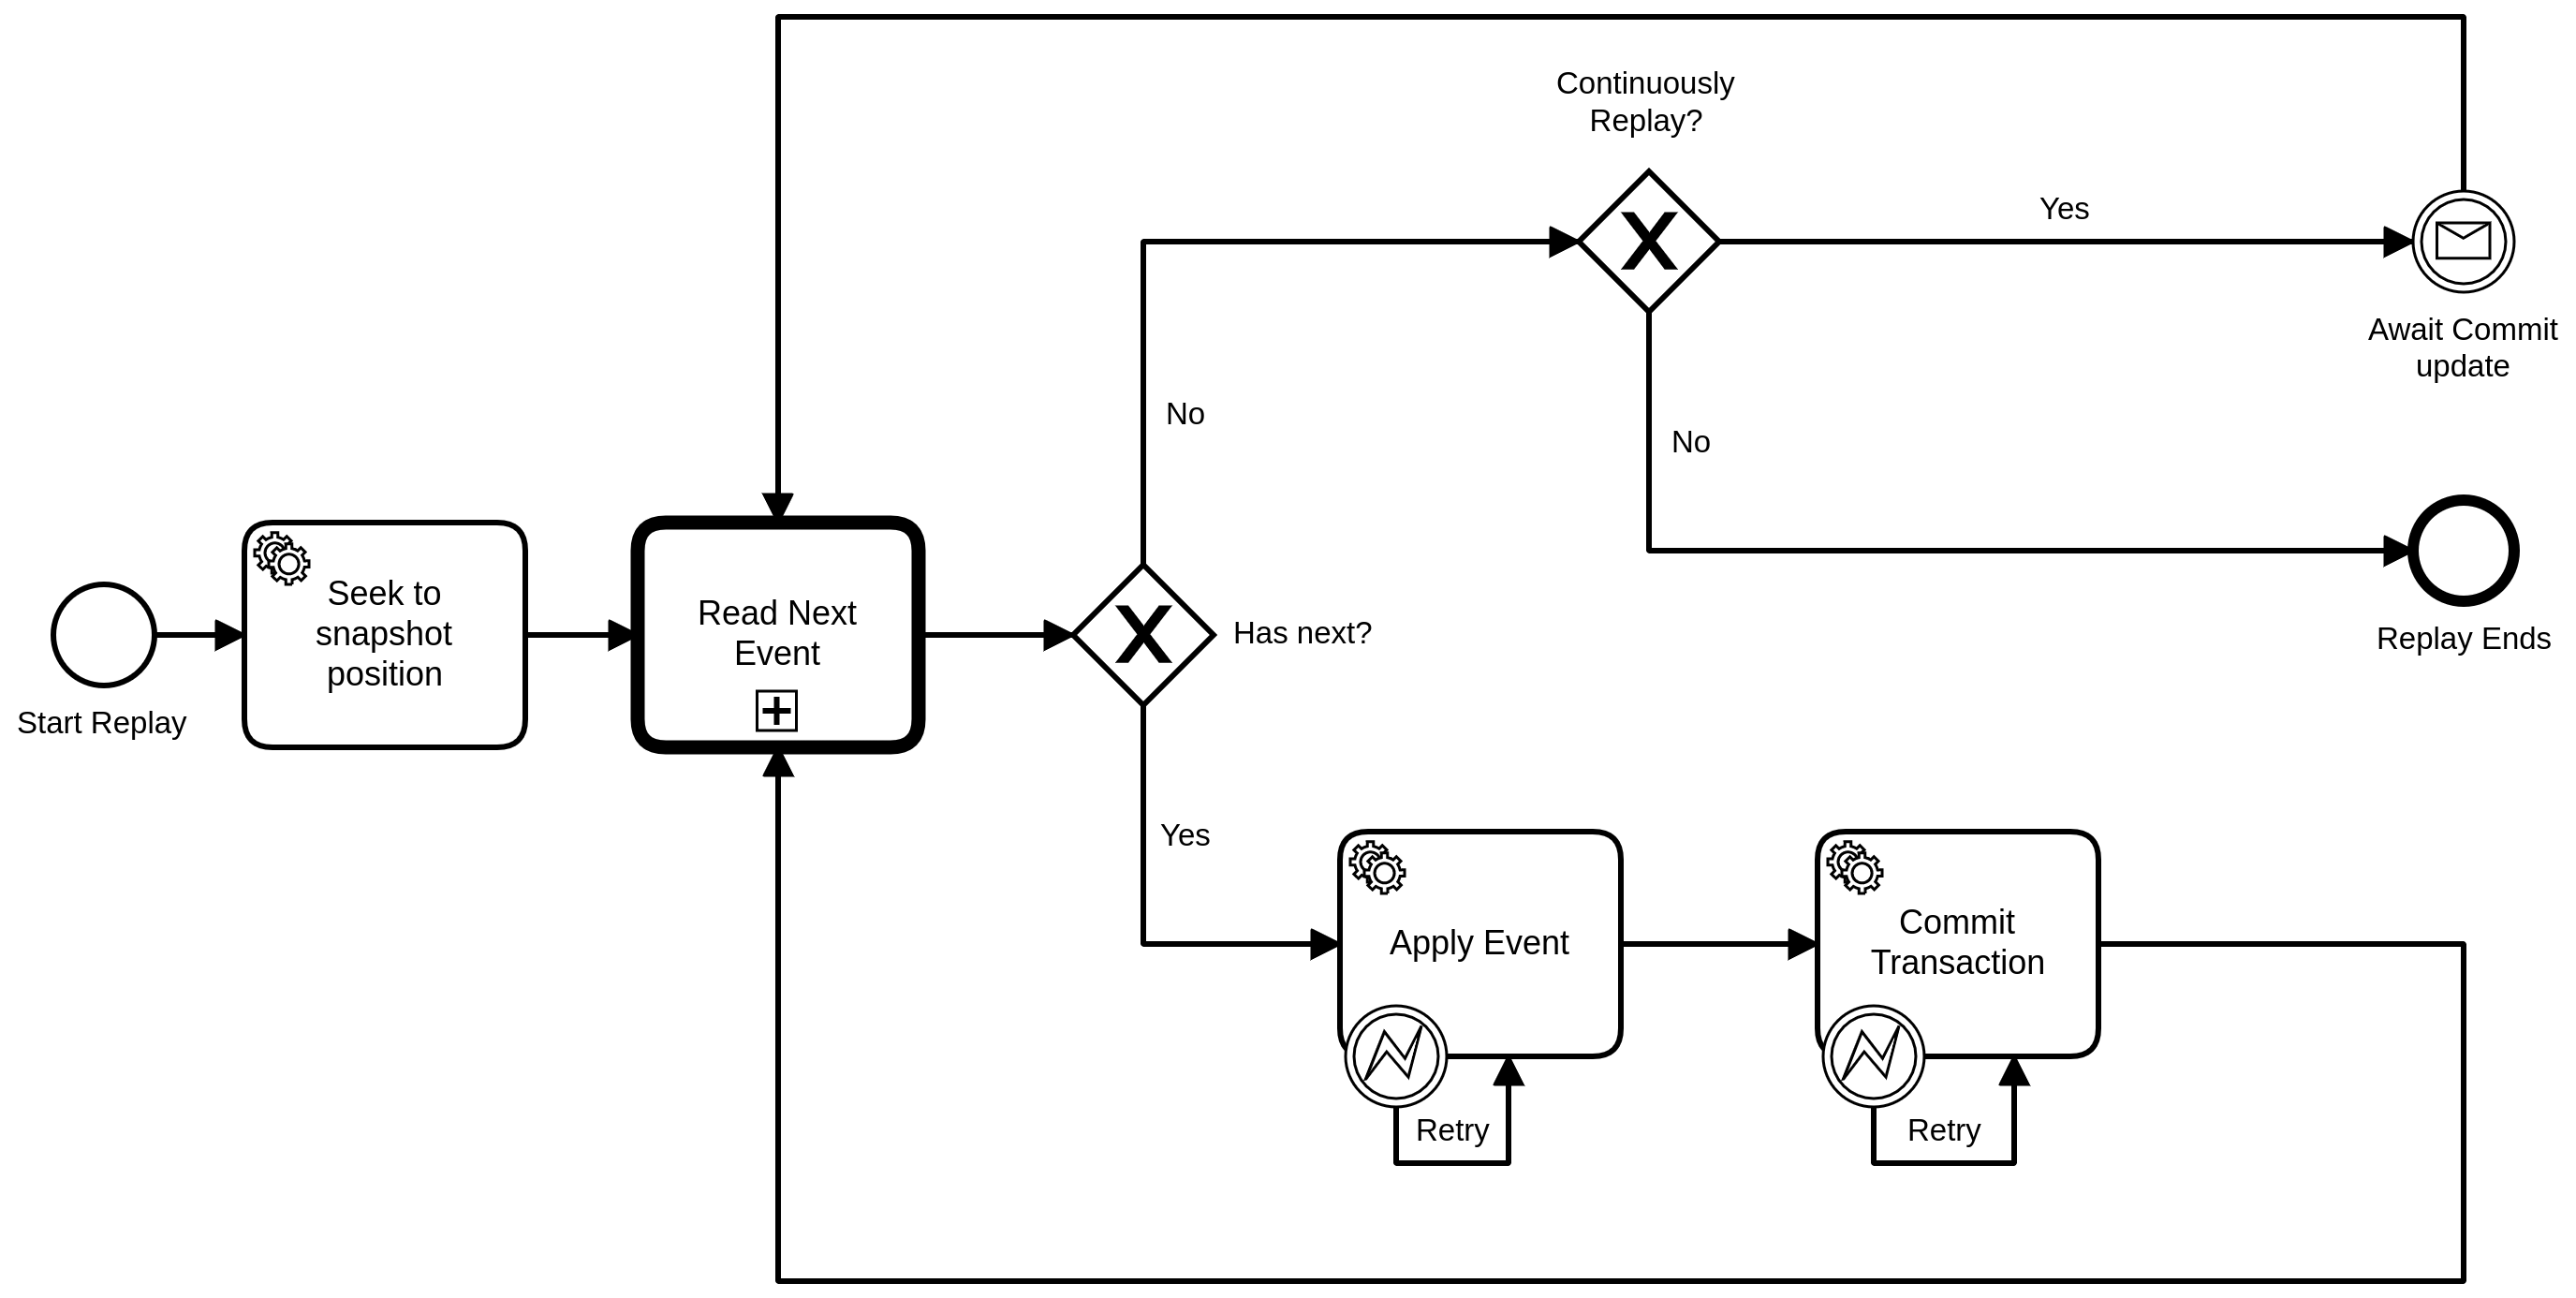 Continuously
Replay?
Yes
Await Commit
update
No
No
Seek to
snapshot
position
Start Replay
Read Next
Event
Has next?
Replay Ends
Yes
Apply Event
Commit
Transaction
Retry
Retry